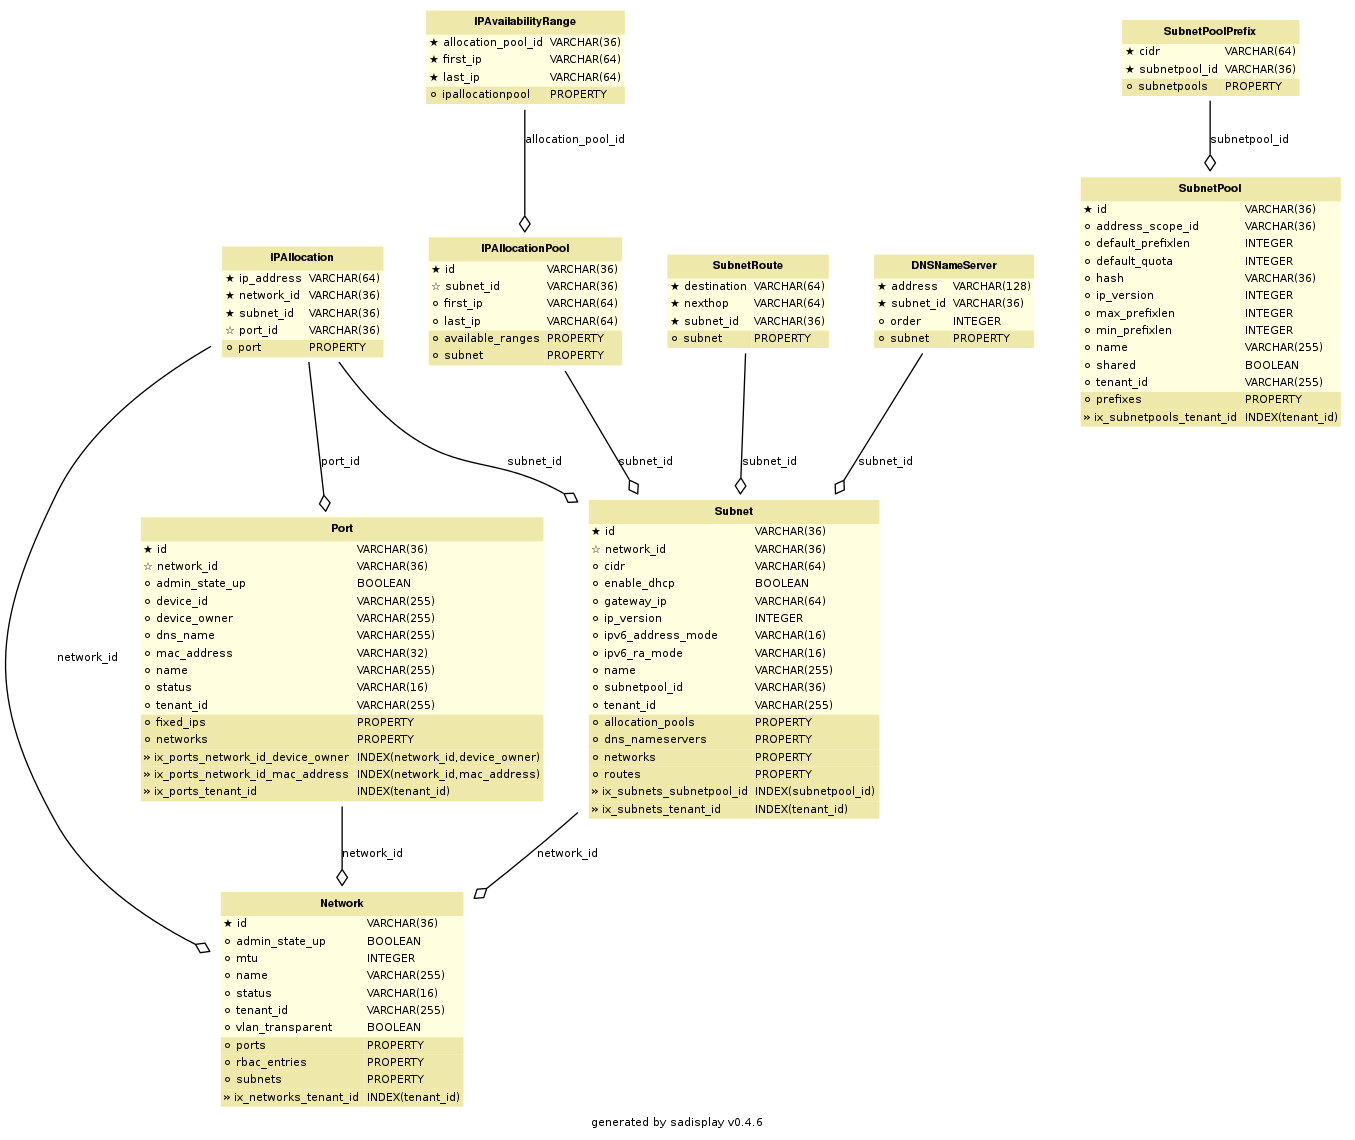 IPAvailabilityRange
★ allocation_pool_id VARCHAR(36)
★ first_ip VARCHAR(64)
★ last_ip VARCHAR(64)
ipallocationpool PROPERTY
allocation_pool_id
SubnetPoolPrefix
★ cidr VARCHAR(64)
★ subnetpool_id VARCHAR(36)
subnetpools PROPERTY
subnetpool_id
SubnetPool
★ id VARCHAR(36)
address_scope_id VARCHAR(36)
default_prefixlen INTEGER
default_quota INTEGER
hash VARCHAR(36)
ip_version INTEGER
max_prefixlen INTEGER
min_prefixlen INTEGER
name VARCHAR(255)
shared BOOLEAN
tenant_id VARCHAR(255)
prefixes PROPERTY
» ix_subnetpools_tenant_id INDEX(tenant_id)
IPAllocation
★ ip_address VARCHAR(64)
★ network_id VARCHAR(36)
★ subnet_id VARCHAR(36)
☆ port_id VARCHAR(36)
port PROPERTY
IPAllocationPool
★ id VARCHAR(36)
☆ subnet_id VARCHAR(36)
first_ip VARCHAR(64)
last_ip VARCHAR(64)
available_ranges PROPERTY
subnet PROPERTY
SubnetRoute
★ destination VARCHAR(64)
★ nexthop VARCHAR(64)
★ subnet_id VARCHAR(36)
subnet PROPERTY
DNSNameServer
★ address VARCHAR(128)
★ subnet_id VARCHAR(36)
order INTEGER
subnet PROPERTY
port_id
subnet_id
subnet_id
subnet_id
subnet_id
Port
★ id VARCHAR(36)
☆ network_id VARCHAR(36)
admin_state_up BOOLEAN
device_id VARCHAR(255)
device_owner VARCHAR(255)
dns_name VARCHAR(255)
mac_address VARCHAR(32)
name VARCHAR(255)
status VARCHAR(16)
tenant_id VARCHAR(255)
fixed_ips PROPERTY
networks PROPERTY
» ix_ports_network_id_device_owner INDEX(network_id,device_owner)
» ix_ports_network_id_mac_address INDEX(network_id,mac_address)
» ix_ports_tenant_id INDEX(tenant_id)
Subnet
★ id VARCHAR(36)
☆ network_id VARCHAR(36)
cidr VARCHAR(64)
enable_dhcp BOOLEAN
gateway_ip VARCHAR(64)
ip_version INTEGER
ipv6_address_mode VARCHAR(16)
ipv6_ra_mode VARCHAR(16)
name VARCHAR(255)
subnetpool_id VARCHAR(36)
tenant_id VARCHAR(255)
allocation_pools PROPERTY
dns_nameservers PROPERTY
networks PROPERTY
routes PROPERTY
» ix_subnets_subnetpool_id INDEX(subnetpool_id)
» ix_subnets_tenant_id INDEX(tenant_id)
network_id
network_id
network_id
Network
★ id VARCHAR(36)
admin_state_up BOOLEAN
mtu INTEGER
name VARCHAR(255)
status VARCHAR(16)
tenant_id VARCHAR(255)
vlan_transparent BOOLEAN
ports PROPERTY
rbac_entries PROPERTY
subnets PROPERTY
» ix_networks_tenant_id INDEX(tenant_id)
generated by sadisplay v0.4.6